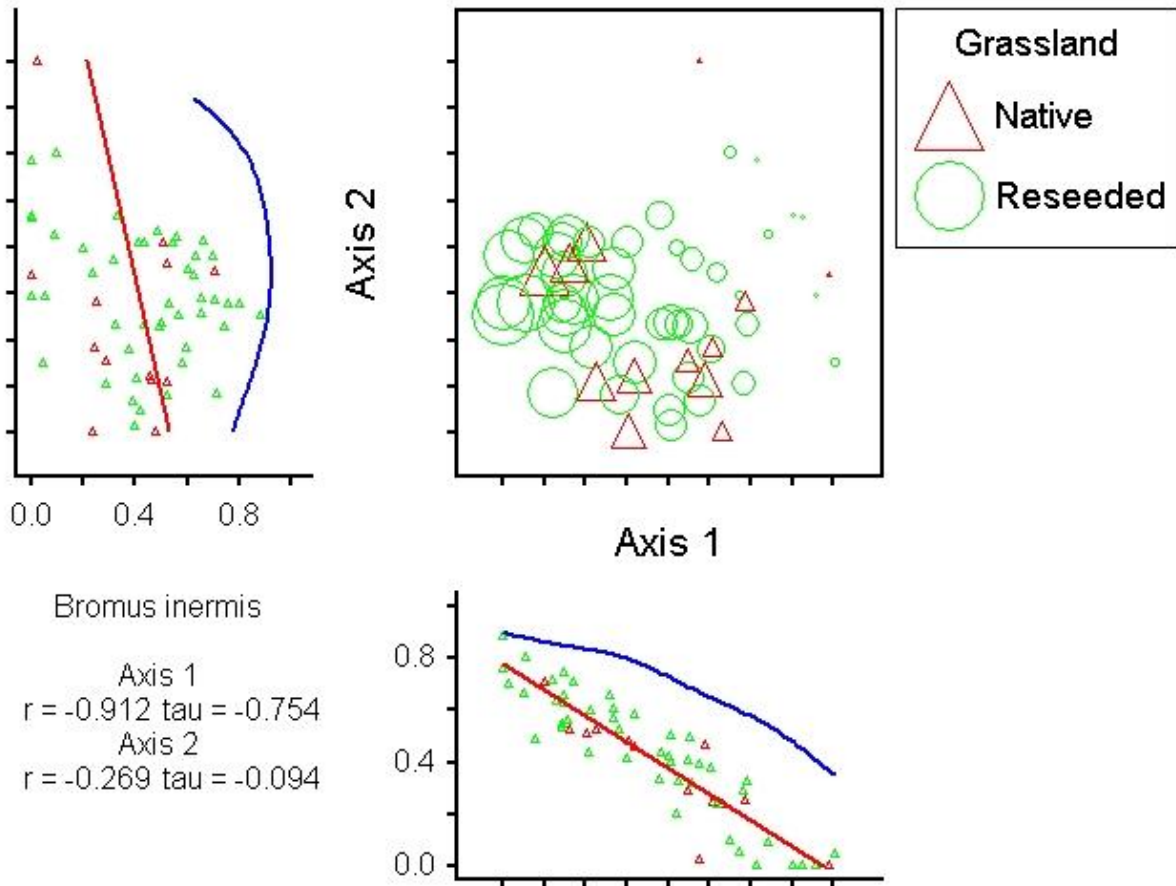 Grassland
Native
Reseeded
Axis 2
0.0 0.4 0.8
Axis 1
Bromus inermis
Axis 1
r = -0.912 tau = -0.754
Axis 2
r = -0.269 tau = -0.094
0.8
0.4
0.0